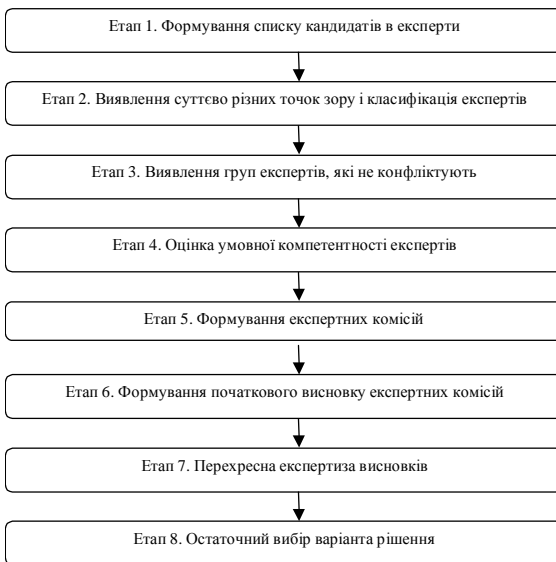 Етап 1. Формування списку кандидатів в експерти
Етап 2. Виявлення суттєво різних точок зору і класифікація експертів
Етап 3. Виявлення груп експертів, які не конфліктують
Етап 4. Оцінка умовної компетентності експертів
Етап 5. Формування експертних комісій
Етап 6. Формування початкового висновку експертних комісій
Етап 7. Перехресна експертиза висновків
Етап 8. Остаточний вибір варіанта рішення